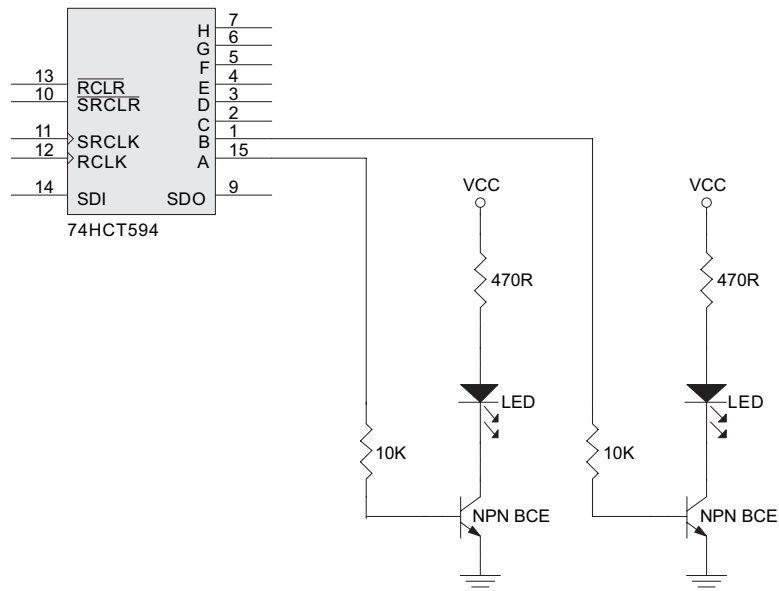 7
H
6
G
5
F
13
4
RCLR
E
10
3
SRCLR
D
2
C
11
1
SRCLK
B
12
15
RCLK
A
14
9
SDI SDO
74HCT594
VCC VCC
470R 470R
LED LED
10K 10K
NPN BCE NPN BCE